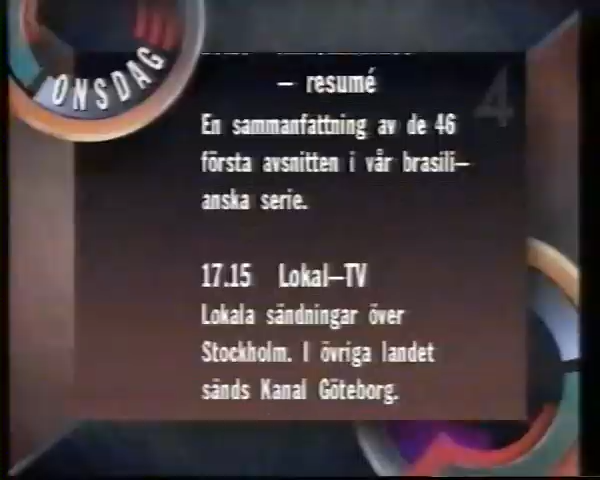 ONSDAG
4
– resumé
En sammanfattning av de 46
första avsnitten i vår brasili–
anska serie.
17.15 Lokal–TV
Lokala sändningar över
Stockholm. I övriga landet
sänds Kanal Göteborg.